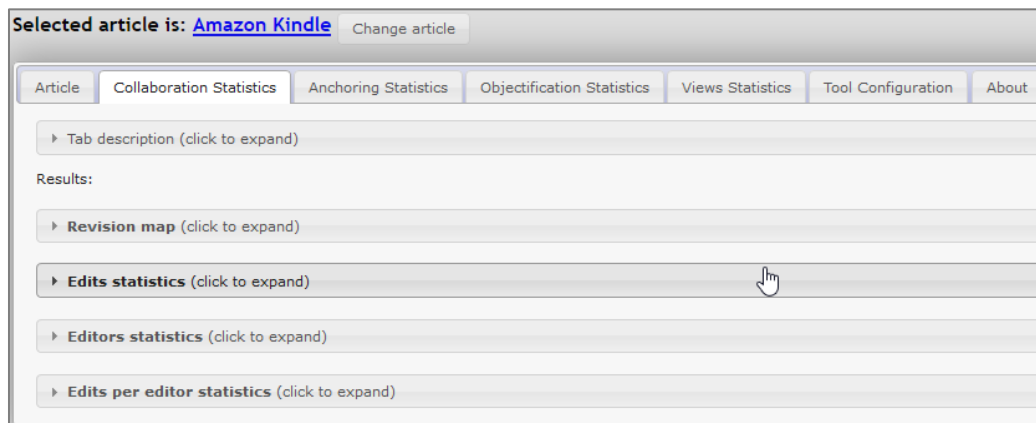 Selected article is: Amazon Kindle Change article
Article Collaboration Statistics Anchoring Statistics Objectification Statistics Views Statistics Tool Configuration About
Tab description (click to expand)
Results:
Revision map (click to expand)
Edits statistics (click to expand)
Editors statistics (click to expand)
Edits per editor statistics (click to expand)